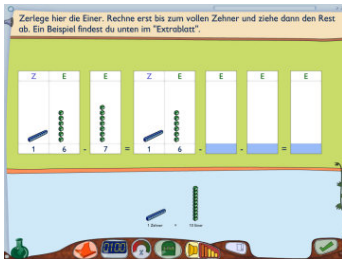 Zerlege hier die Einer. Rechne erst bis zum vollen Zehner und ziehe dann den Rest
ab. Ein Beispiel findest du unten im "Extrablatt".
Z E E Z E E E E
1 6 - 7 = 1 6 - - =
1 Zehner = 10 Einer